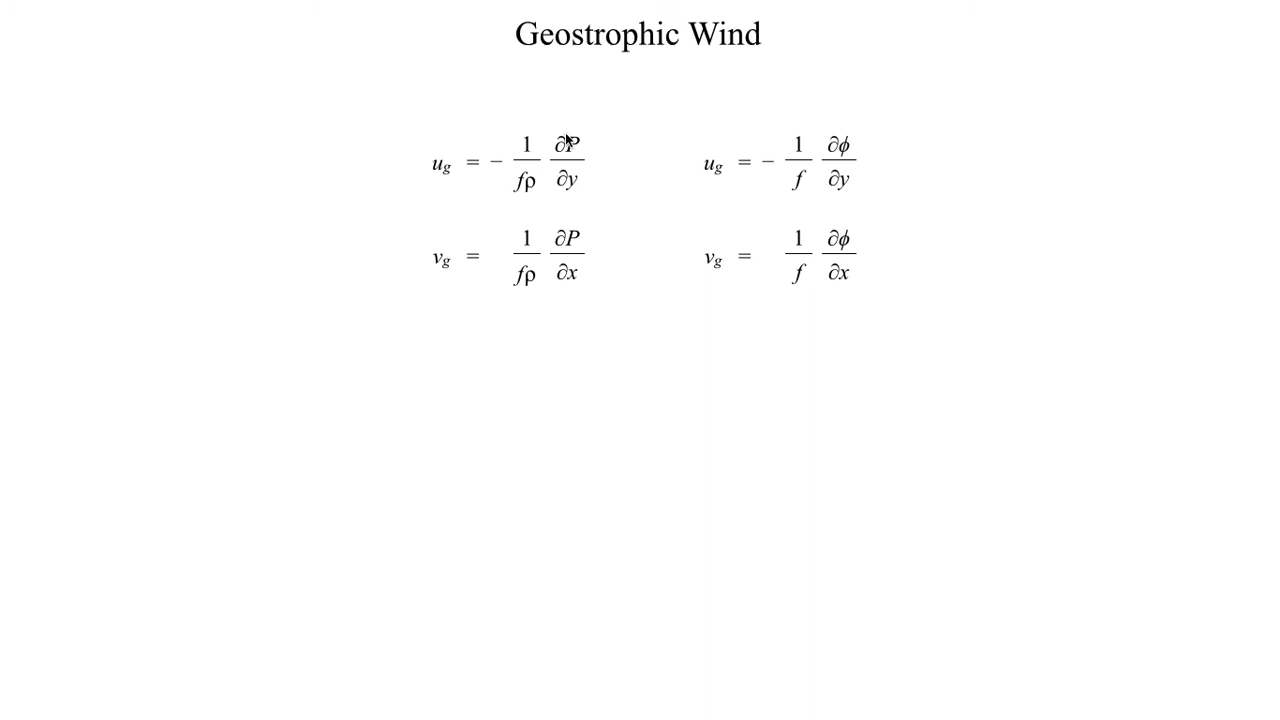 Geostrophic Wind
u_g = − 1/(fρ) ∂P/∂y    u_g = − 1/f ∂ϕ/∂y
v_g = 1/(fρ) ∂P/∂x    v_g = 1/f ∂ϕ/∂x